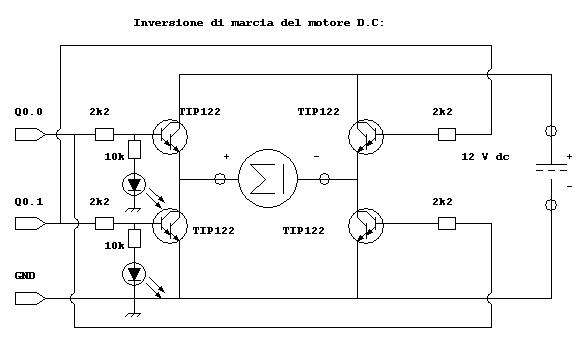 Inversione di marcia del motore D.C:
TIP122 TIP122
Q0.0 2k2 2k2
10k + - 12 V dc +
-
Q0.1 2k2 2k2
TIP122 TIP122
10k
GND